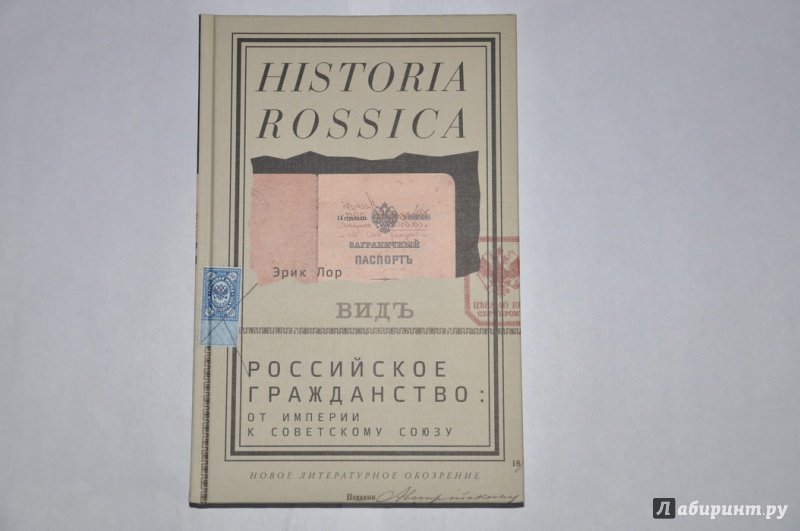 HISTORIA
ROSSICA
ЗАГРАНИЧНЫЙ
ПАСПОРТЪ
Эрик Лор
ВИДЪ
РОССИЙСКОЕ
ГРАЖДАНСТВО:
ОТ ИМПЕРИИ
К СОВЕТСКОМУ СОЮЗУ
НОВОЕ ЛИТЕРАТУРНОЕ ОБОЗРЕНИЕ
Лабиринт.ру